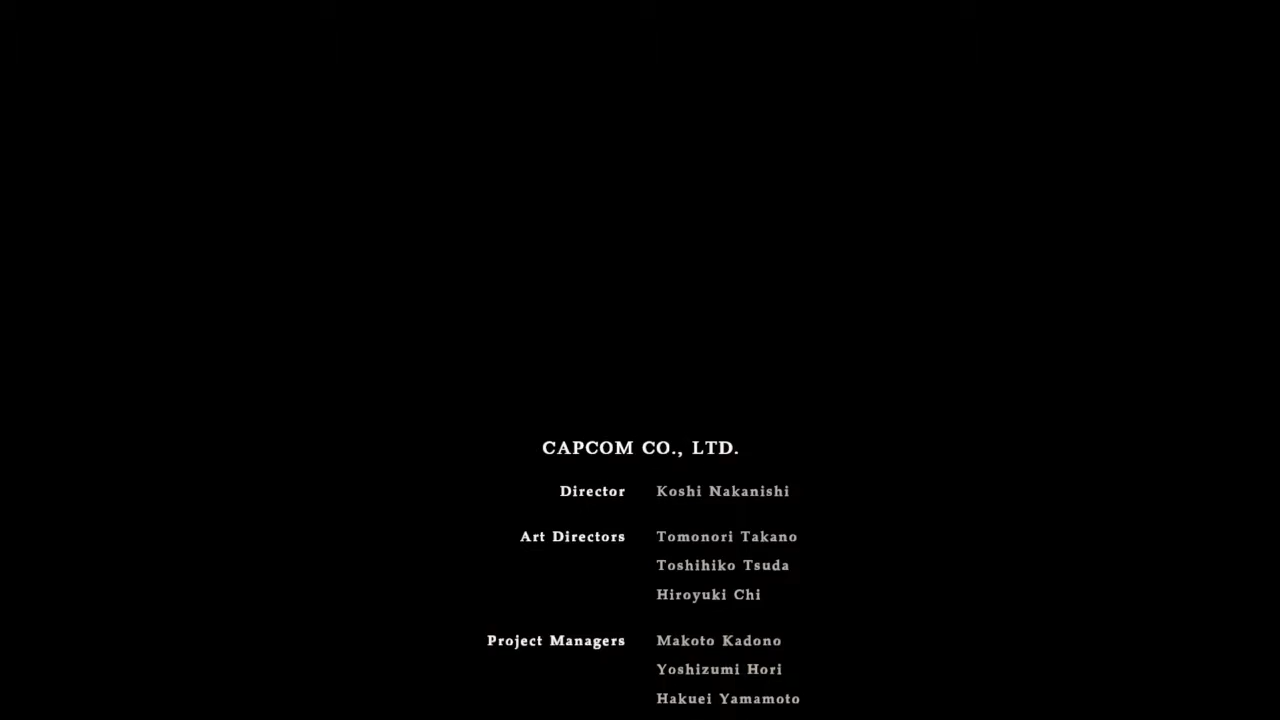 CAPCOM CO., LTD.
Director Koshi Nakanishi
Art Directors Tomonori Takano
Toshihiko Tsuda
Hiroyuki Chi
Project Managers Makoto Kadono
Yoshizumi Hori
Hakuei Yamamoto